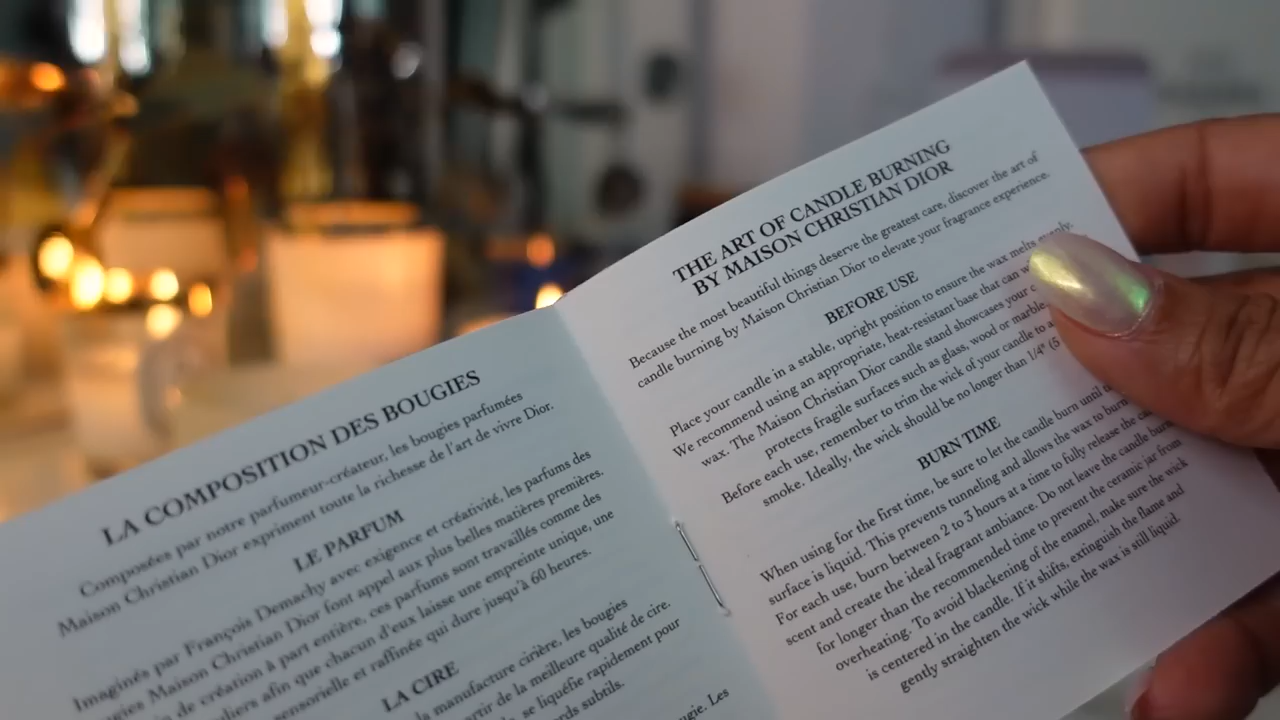 LA COMPOSITION DES BOUGIES
Composées par notre parfumeur-créateur, les bougies parfumées
Maison Christian Dior expriment toute la richesse de l'art de vivre Dior.
LE PARFUM
Imaginés par François Demachy avec exigence et créativité, les parfums des
Maison Christian Dior font appel aux plus belles matières premières.
de création à part entière, ces parfums sont travaillés comme des
afin que chacun d'eux laisse une empreinte unique, une
sensorielle et raffinée qui dure jusqu'à 60 heures.
LA CIRE
la manufacture cirière, les bougies
partir de la meilleure qualité de cire.
se liquéfie rapidement pour
subtils.
Les
THE ART OF CANDLE BURNING
BY MAISON CHRISTIAN DIOR
Because the most beautiful things deserve the greatest care, discover the art of
candle burning by Maison Christian Dior to elevate your fragrance experience.
BEFORE USE
Place your candle in a stable, upright position to ensure the wax melts evenly.
We recommend using an appropriate, heat-resistant base that can
wax. The Maison Christian Dior candle stand showcases your
protects fragile surfaces such as glass, wood or marble.
Before each use, remember to trim the wick of your candle to
smoke. Ideally, the wick should be no longer than 1/4" (5
BURN TIME
When using for the first time, be sure to let the candle burn until
surface is liquid. This prevents tunneling and allows the wax to burn
For each use, burn between 2 to 3 hours at a time to fully release the
scent and create the ideal fragrant ambiance. Do not leave the candle burn
for longer than the recommended time to prevent the ceramic jar from
overheating. To avoid blackening of the enamel, make sure the wick
is centered in the candle. If it shifts, extinguish the flame and
gently straighten the wick while the wax is still liquid.